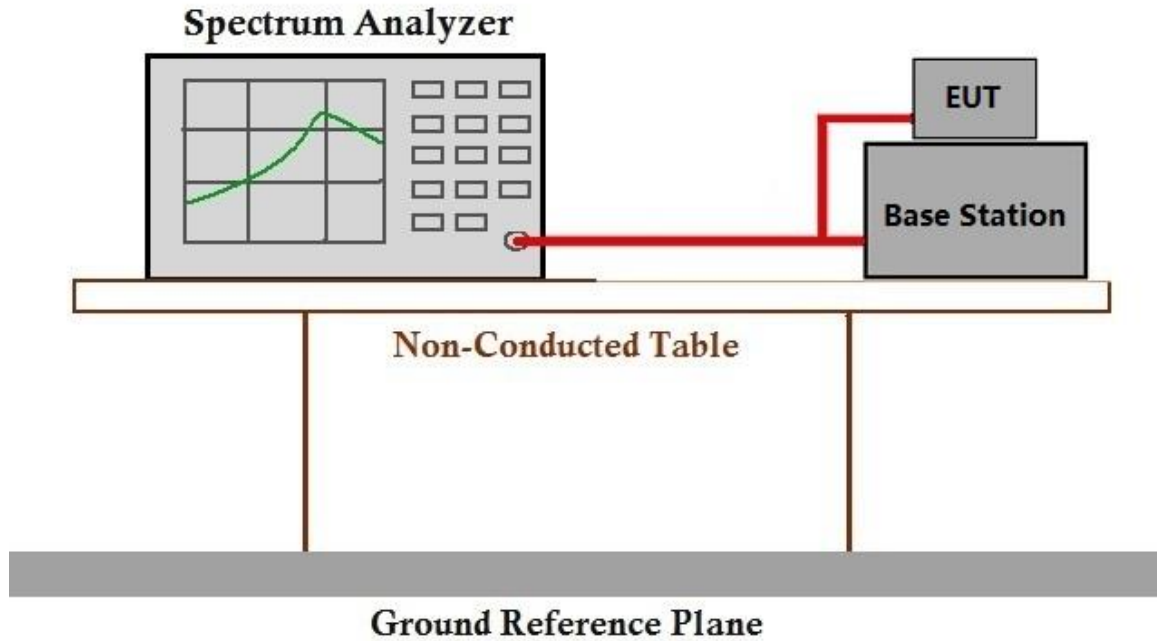 Spectrum Analyzer
EUT
Base Station
Non-Conducted Table
Ground Reference Plane